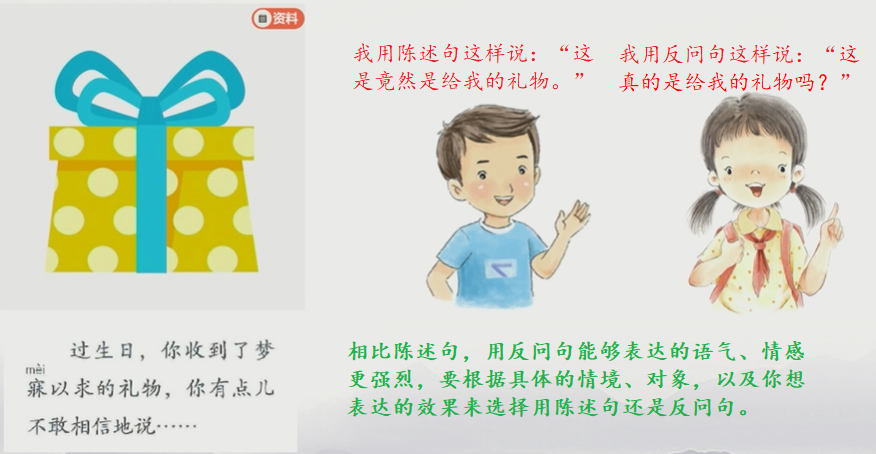 资料
我用陈述句这样说：“这
是竟然是给我的礼物。”
我用反问句这样说：“这
真的是给我的礼物吗？”
过生日，你收到了梦
mèi
寐以求的礼物，你有点儿
不敢相信地说……
相比陈述句，用反问句能够表达的语气、情感
更强烈，要根据具体的情境、对象，以及你想
表达的效果来选择用陈述句还是反问句。